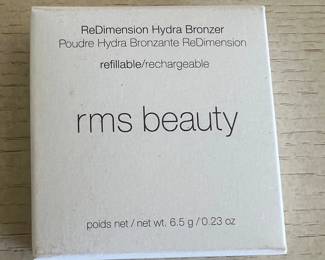 ReDimension Hydra Bronzer
Poudre Hydra Bronzante ReDimension
refillable/rechargeable
rms beauty
poids net / net wt. 6.5 g / 0.23 oz